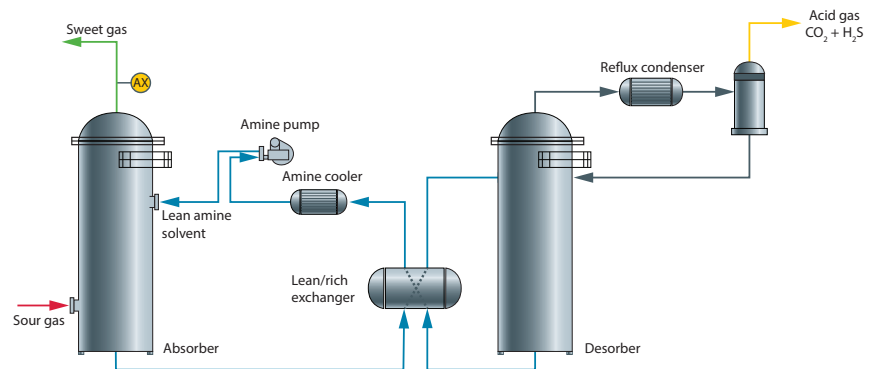 Sweet gas
AX
Acid gas
CO₂ + H₂S
Reflux condenser
Amine pump
Amine cooler
Lean amine
solvent
Lean/rich
exchanger
Sour gas
Absorber
Desorber